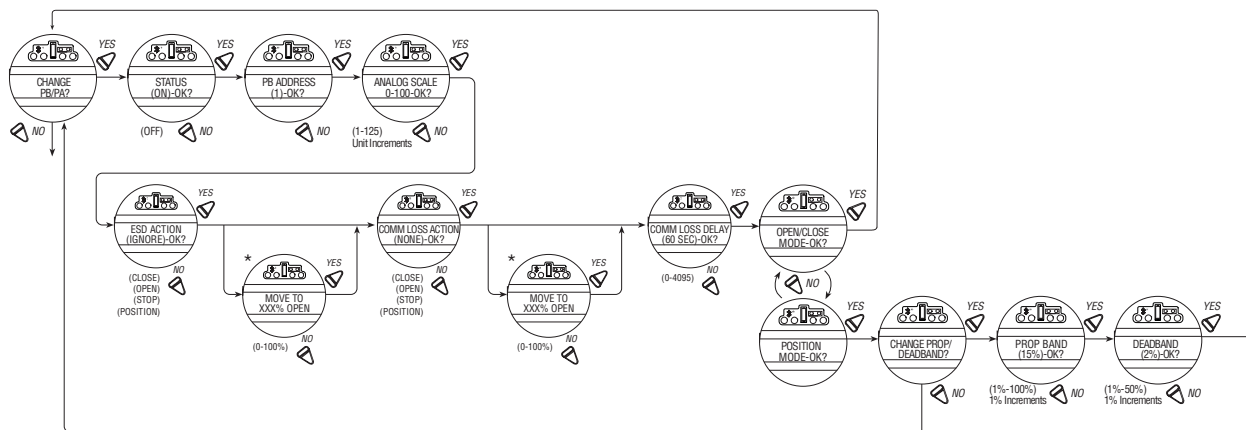 YES
CHANGE
PB/PA?
NO
YES
STATUS
(ON)-OK?
(OFF)
NO
YES
PB ADDRESS
(1)-OK?
NO
YES
ANALOG SCALE
0-100-OK?
(1-125)
Unit Increments
NO
YES
ESD ACTION
(IGNORE)-OK?
NO
(CLOSE)
(OPEN)
(STOP)
(POSITION)
*
YES
MOVE TO
XXX% OPEN
NO
(0-100%)
YES
COMM LOSS ACTION
(NONE)-OK?
NO
(CLOSE)
(OPEN)
(STOP)
(POSITION)
*
YES
MOVE TO
XXX% OPEN
NO
(0-100%)
YES
COMM LOSS DELAY
(60 SEC)-OK?
NO
(0-4095)
YES
OPEN/CLOSE
MODE-OK?
NO
YES
POSITION
MODE-OK?
YES
CHANGE PROP/
DEADBAND?
NO
YES
PROP BAND
(15%)-OK?
(1%-100%)
1% Increments
NO
YES
DEADBAND
(2%)-OK?
(1%-50%)
1% Increments
NO